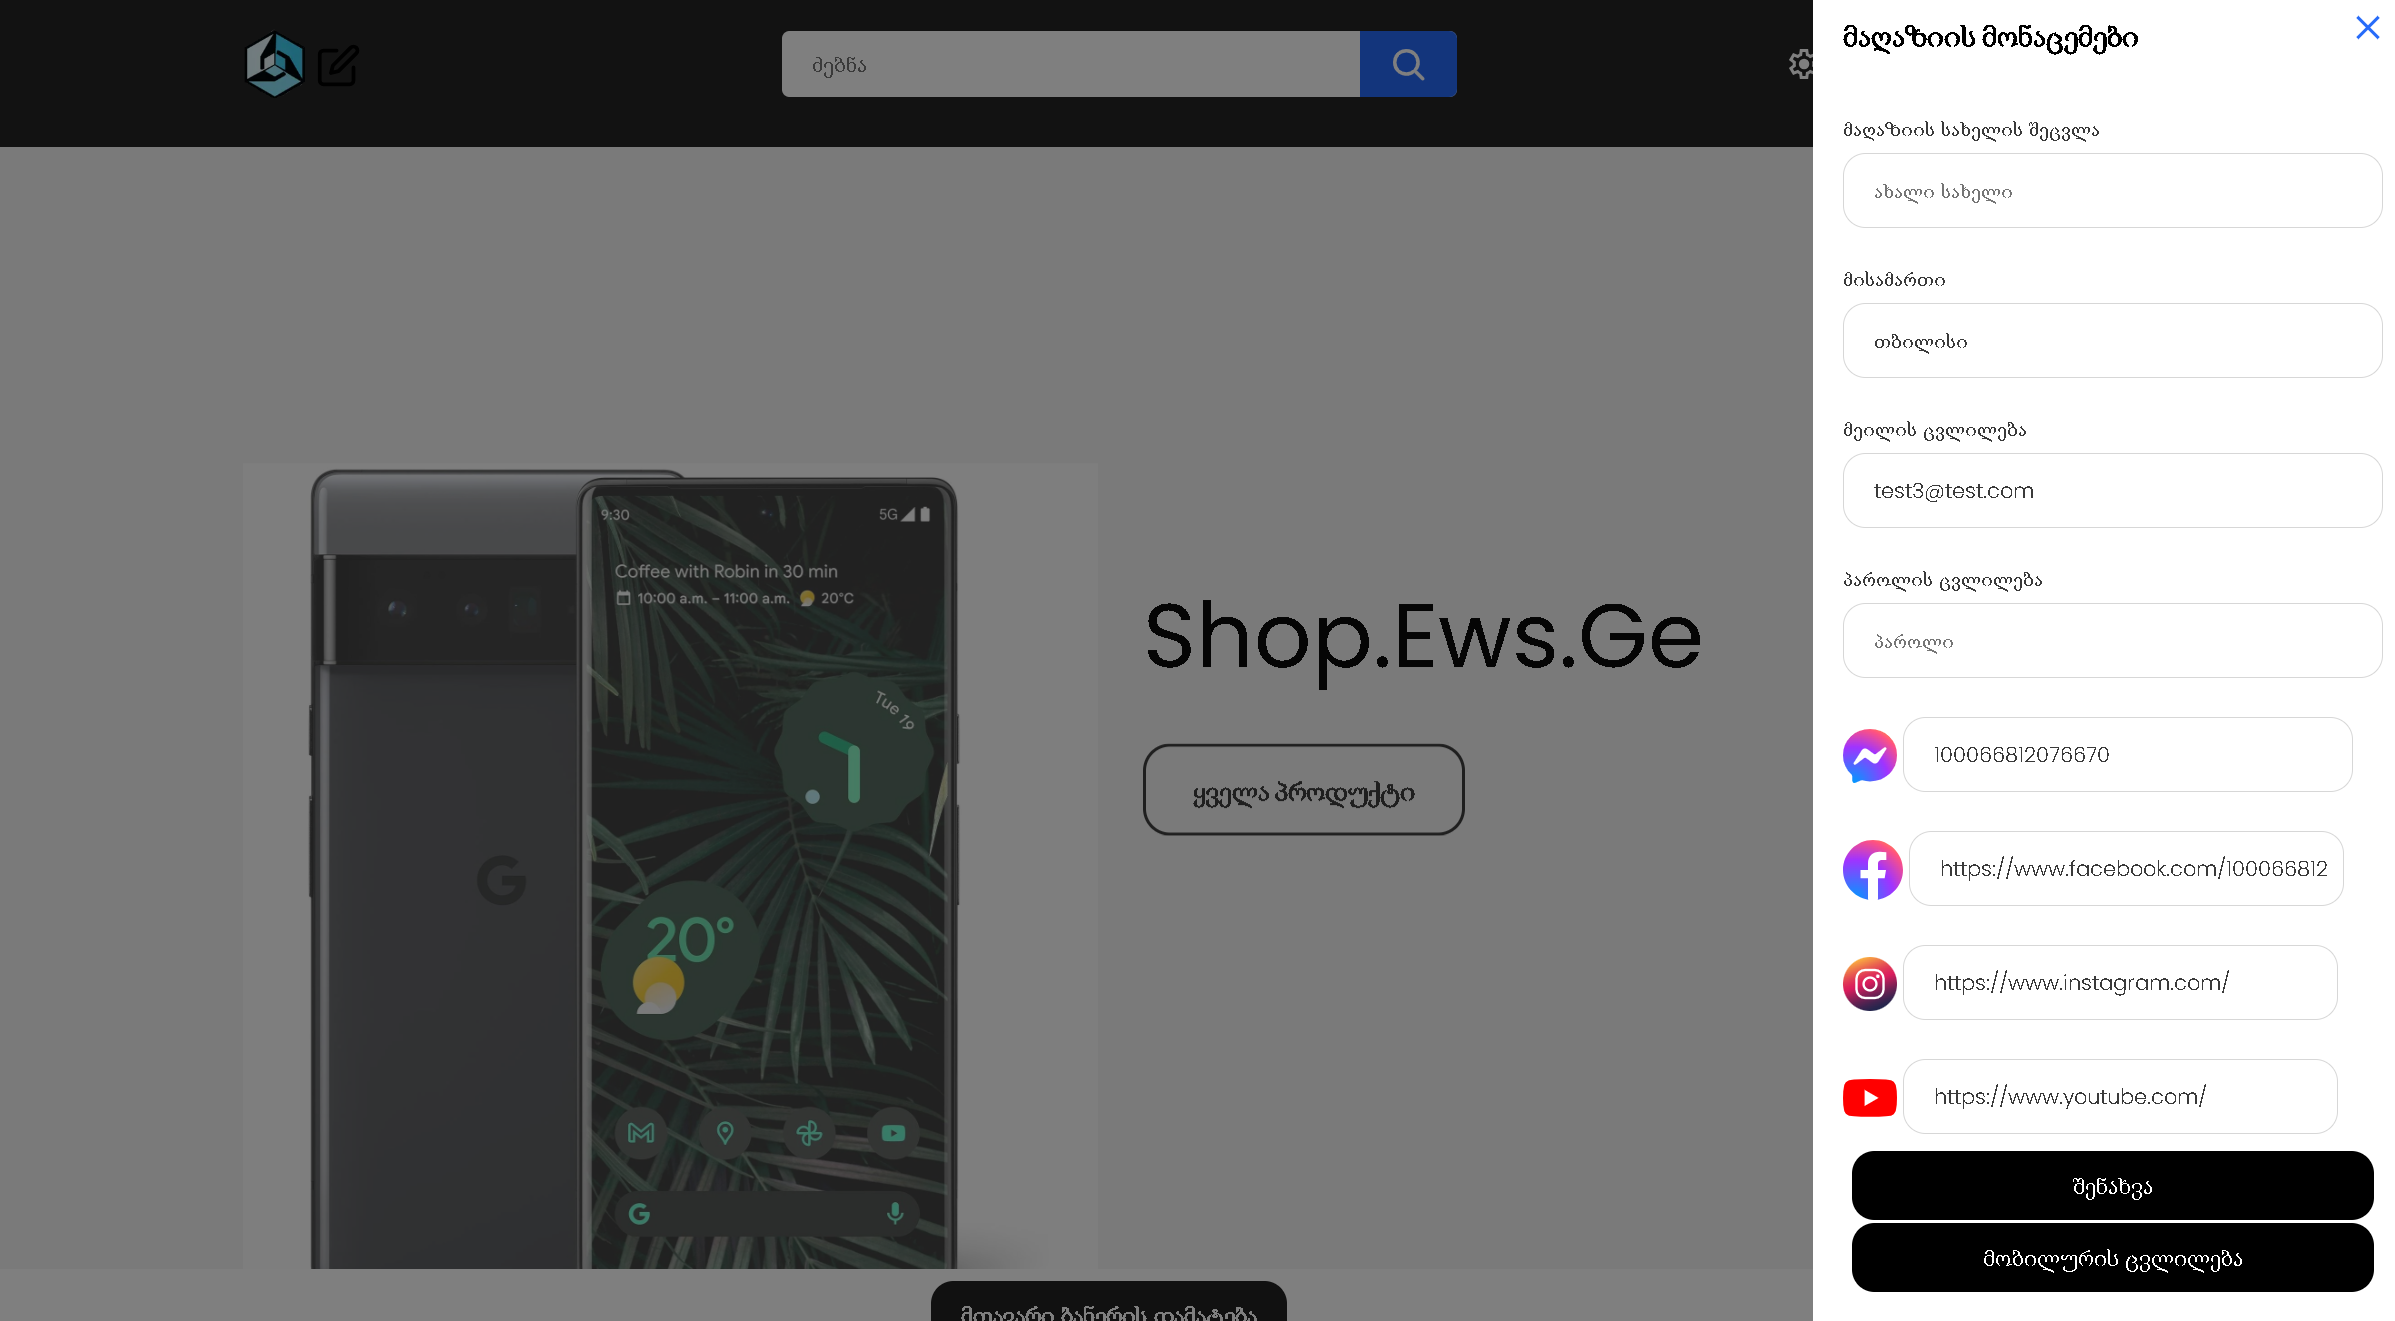 ძებნა
9:30
5G
Coffee with Robin in 30 min
10:00 a.m. – 11:00 a.m. 20°C
Tue 19
20°
G
G
Shop.Ews.Ge
ყველა პროდუქტი
მთავარი ბანერის დამატება
მაღაზიის მონაცემები
მაღაზიის სახელის შეცვლა
ახალი სახელი
მისამართი
თბილისი
მეილის ცვლილება
test3@test.com
პაროლის ცვლილება
პაროლი
100066812076670
https://www.facebook.com/100066812
https://www.instagram.com/
https://www.youtube.com/
შენახვა
მობილურის ცვლილება